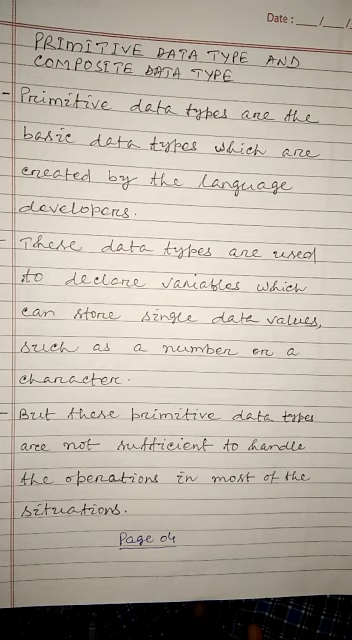 Date: __/__/
PRIMITIVE DATA TYPE AND
COMPOSITE DATA TYPE
- Primitive data types are the
basic data types which are
created by the language
developers.
- These data types are used
to declare variables which
can store single data values,
such as a number or a
character.
- But these primitive data types
are not sufficient to handle
the operations in most of the
situations.
Page 04